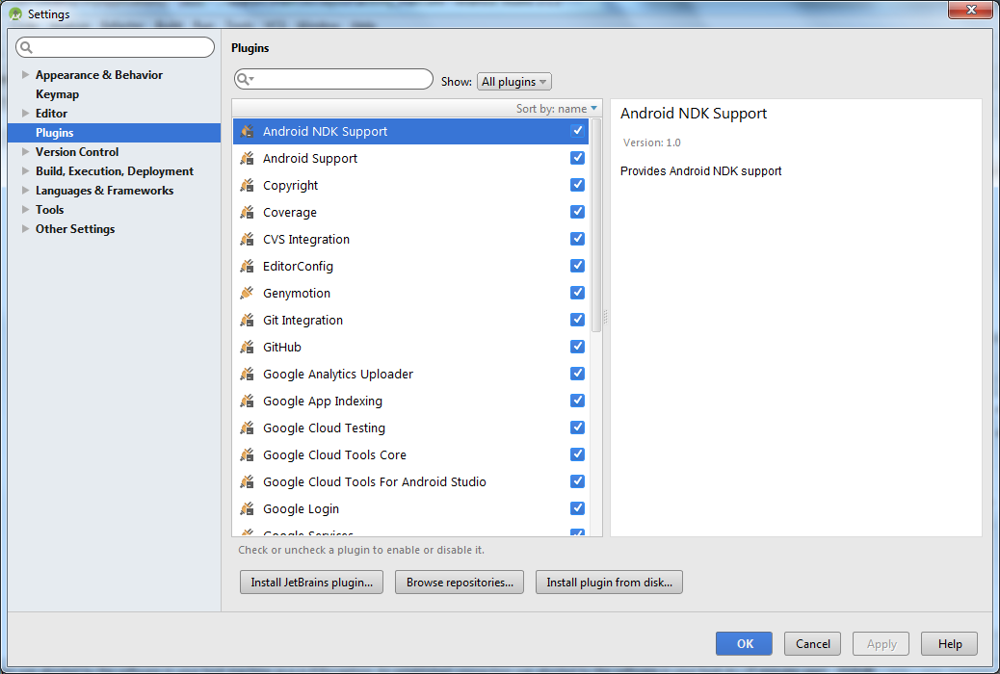 Settings
Appearance & Behavior
Keymap
Editor
Plugins
Version Control
Build, Execution, Deployment
Languages & Frameworks
Tools
Other Settings
Plugins
Show: All plugins
Sort by: name
Android NDK Support
Android Support
Copyright
Coverage
CVS Integration
EditorConfig
Genymotion
Git Integration
GitHub
Google Analytics Uploader
Google App Indexing
Google Cloud Testing
Google Cloud Tools Core
Google Cloud Tools For Android Studio
Google Login
Google Services
Android NDK Support
Version: 1.0
Provides Android NDK support
Check or uncheck a plugin to enable or disable it.
Install JetBrains plugin... Browse repositories... Install plugin from disk...
OK Cancel Apply Help